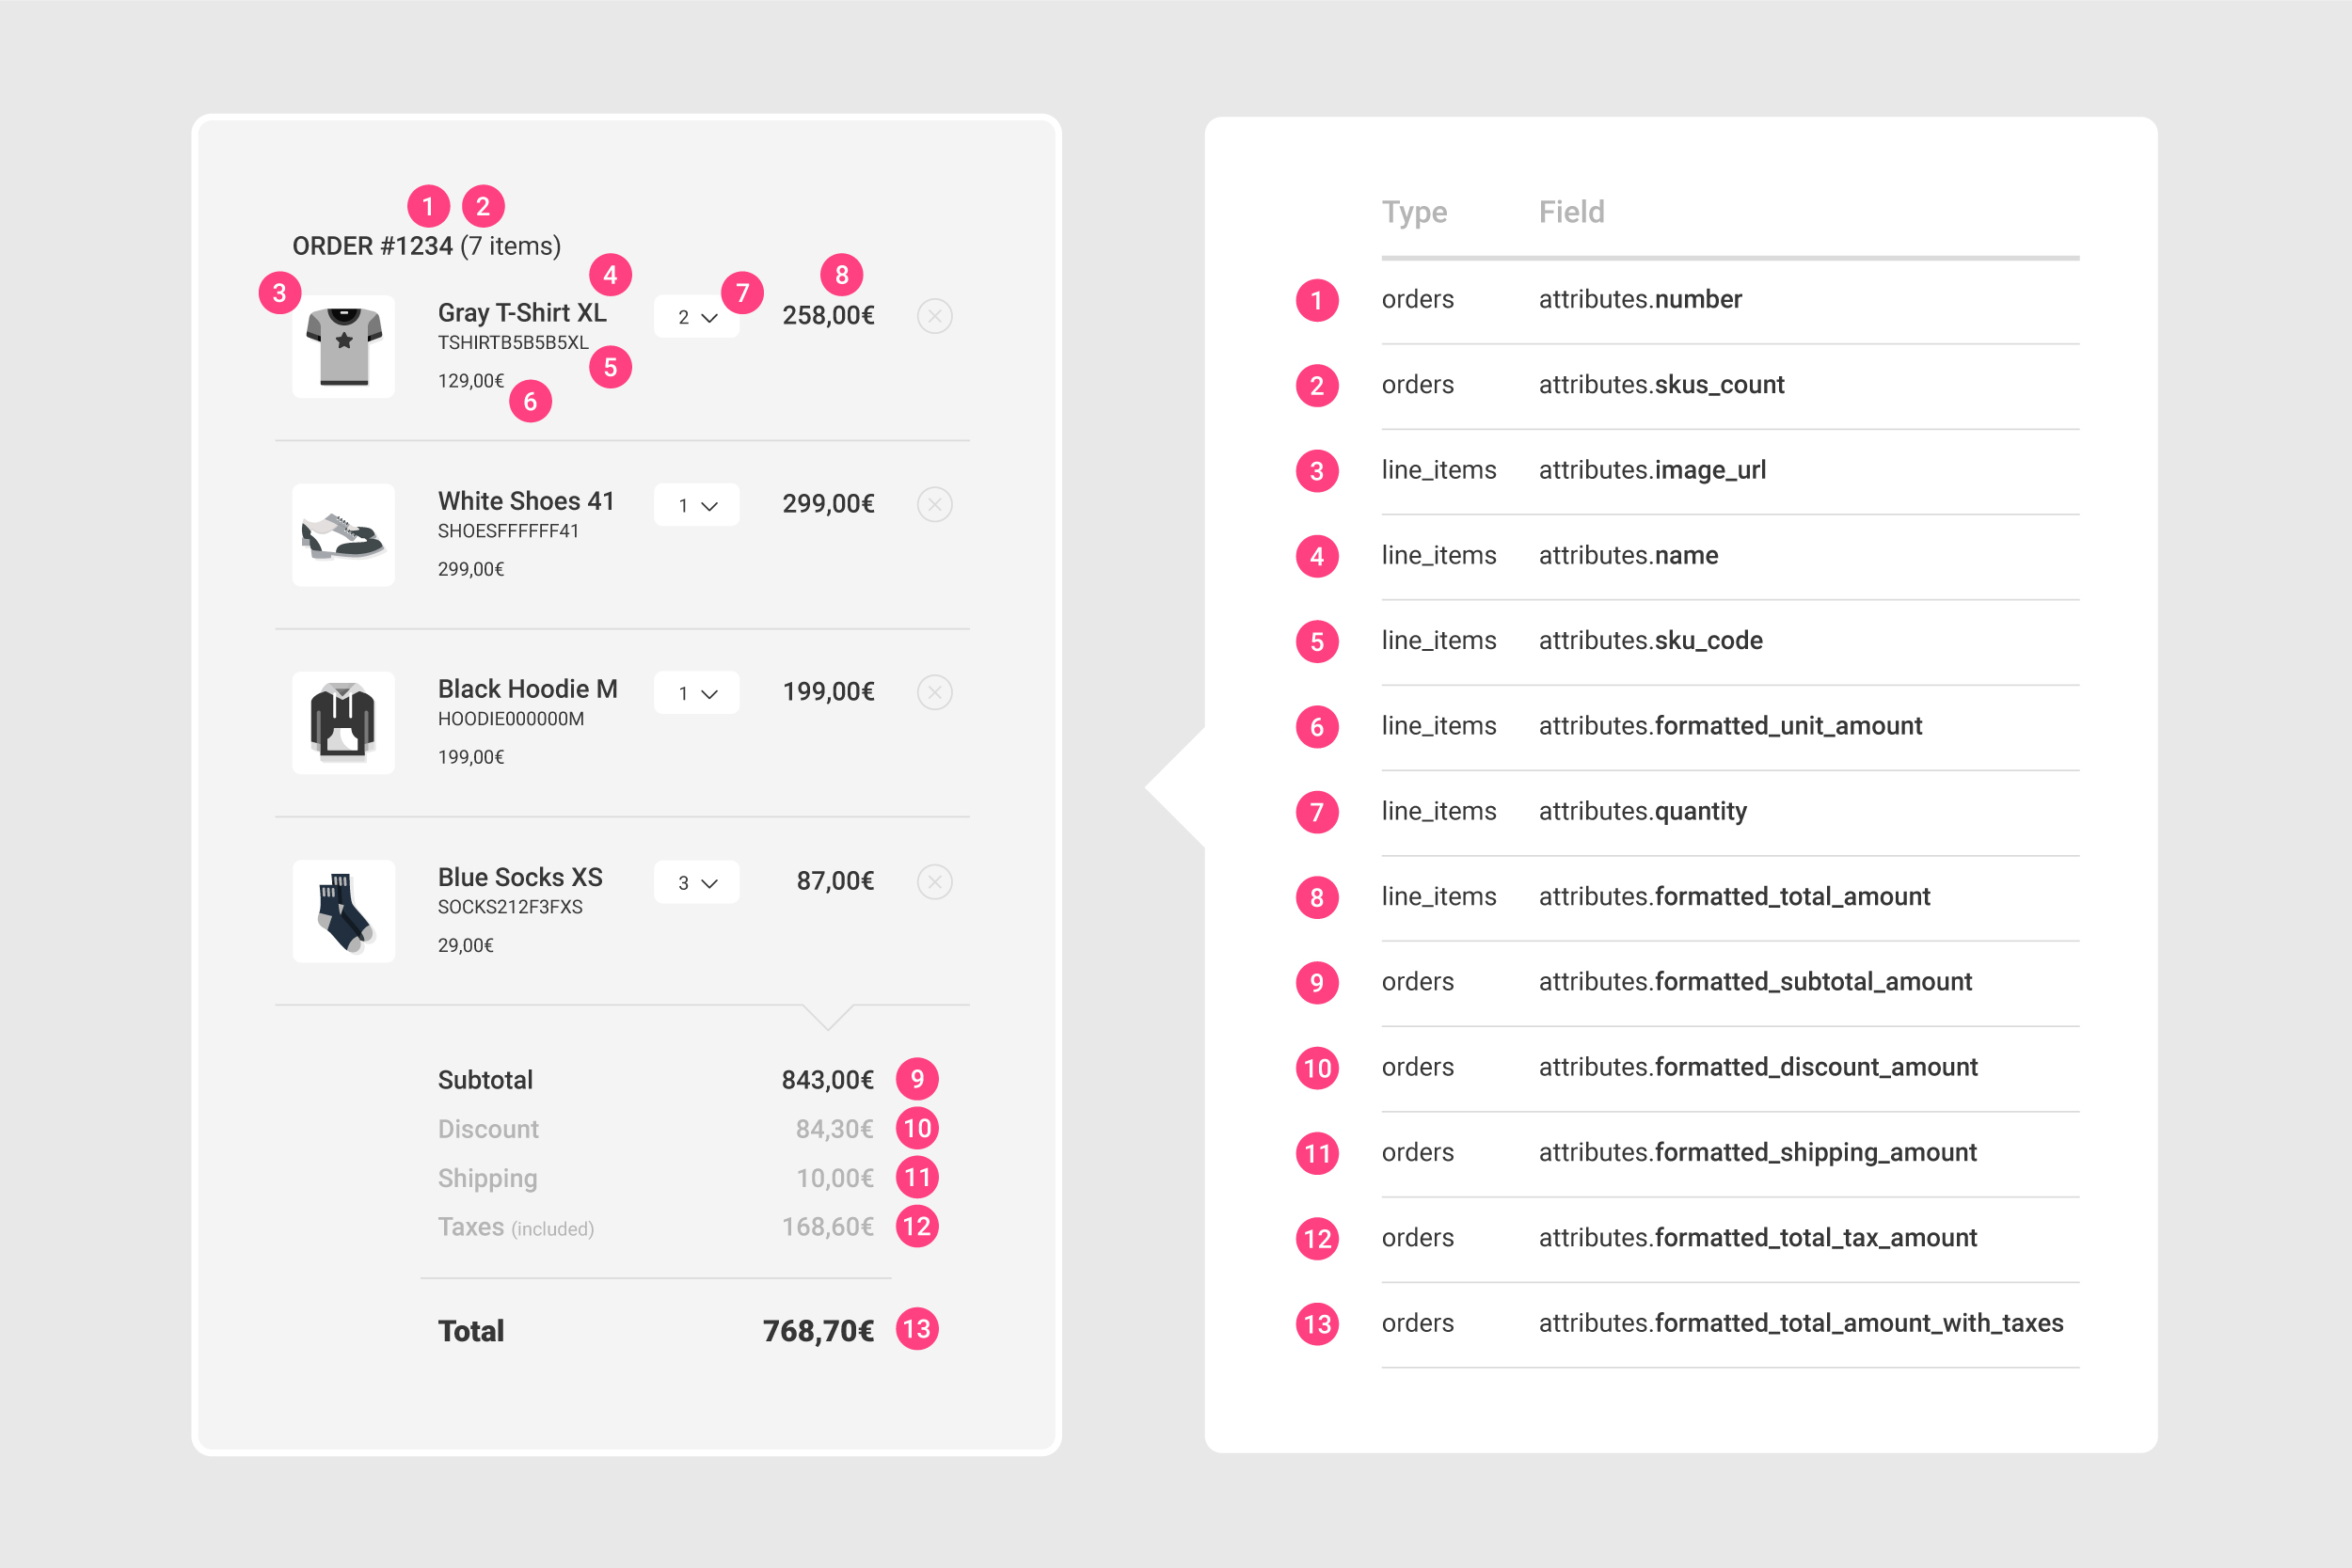 1 2
ORDER #1234 (7 items)
3
4
Gray T-Shirt XL
TSHIRTB5B5B5XL
5
129,00€
6
2
7
8
258,00€
White Shoes 41
SHOESFFFFFF41
299,00€
1
299,00€
Black Hoodie M
HOODIE000000M
199,00€
1
199,00€
Blue Socks XS
SOCKS212F3FXS
29,00€
3
87,00€
Subtotal 843,00€ 9
Discount 84,30€ 10
Shipping 10,00€ 11
Taxes (included) 168,60€ 12
Total 768,70€ 13
Type Field
1 orders attributes.number
2 orders attributes.skus_count
3 line_items attributes.image_url
4 line_items attributes.name
5 line_items attributes.sku_code
6 line_items attributes.formatted_unit_amount
7 line_items attributes.quantity
8 line_items attributes.formatted_total_amount
9 orders attributes.formatted_subtotal_amount
10 orders attributes.formatted_discount_amount
11 orders attributes.formatted_shipping_amount
12 orders attributes.formatted_total_tax_amount
13 orders attributes.formatted_total_amount_with_taxes